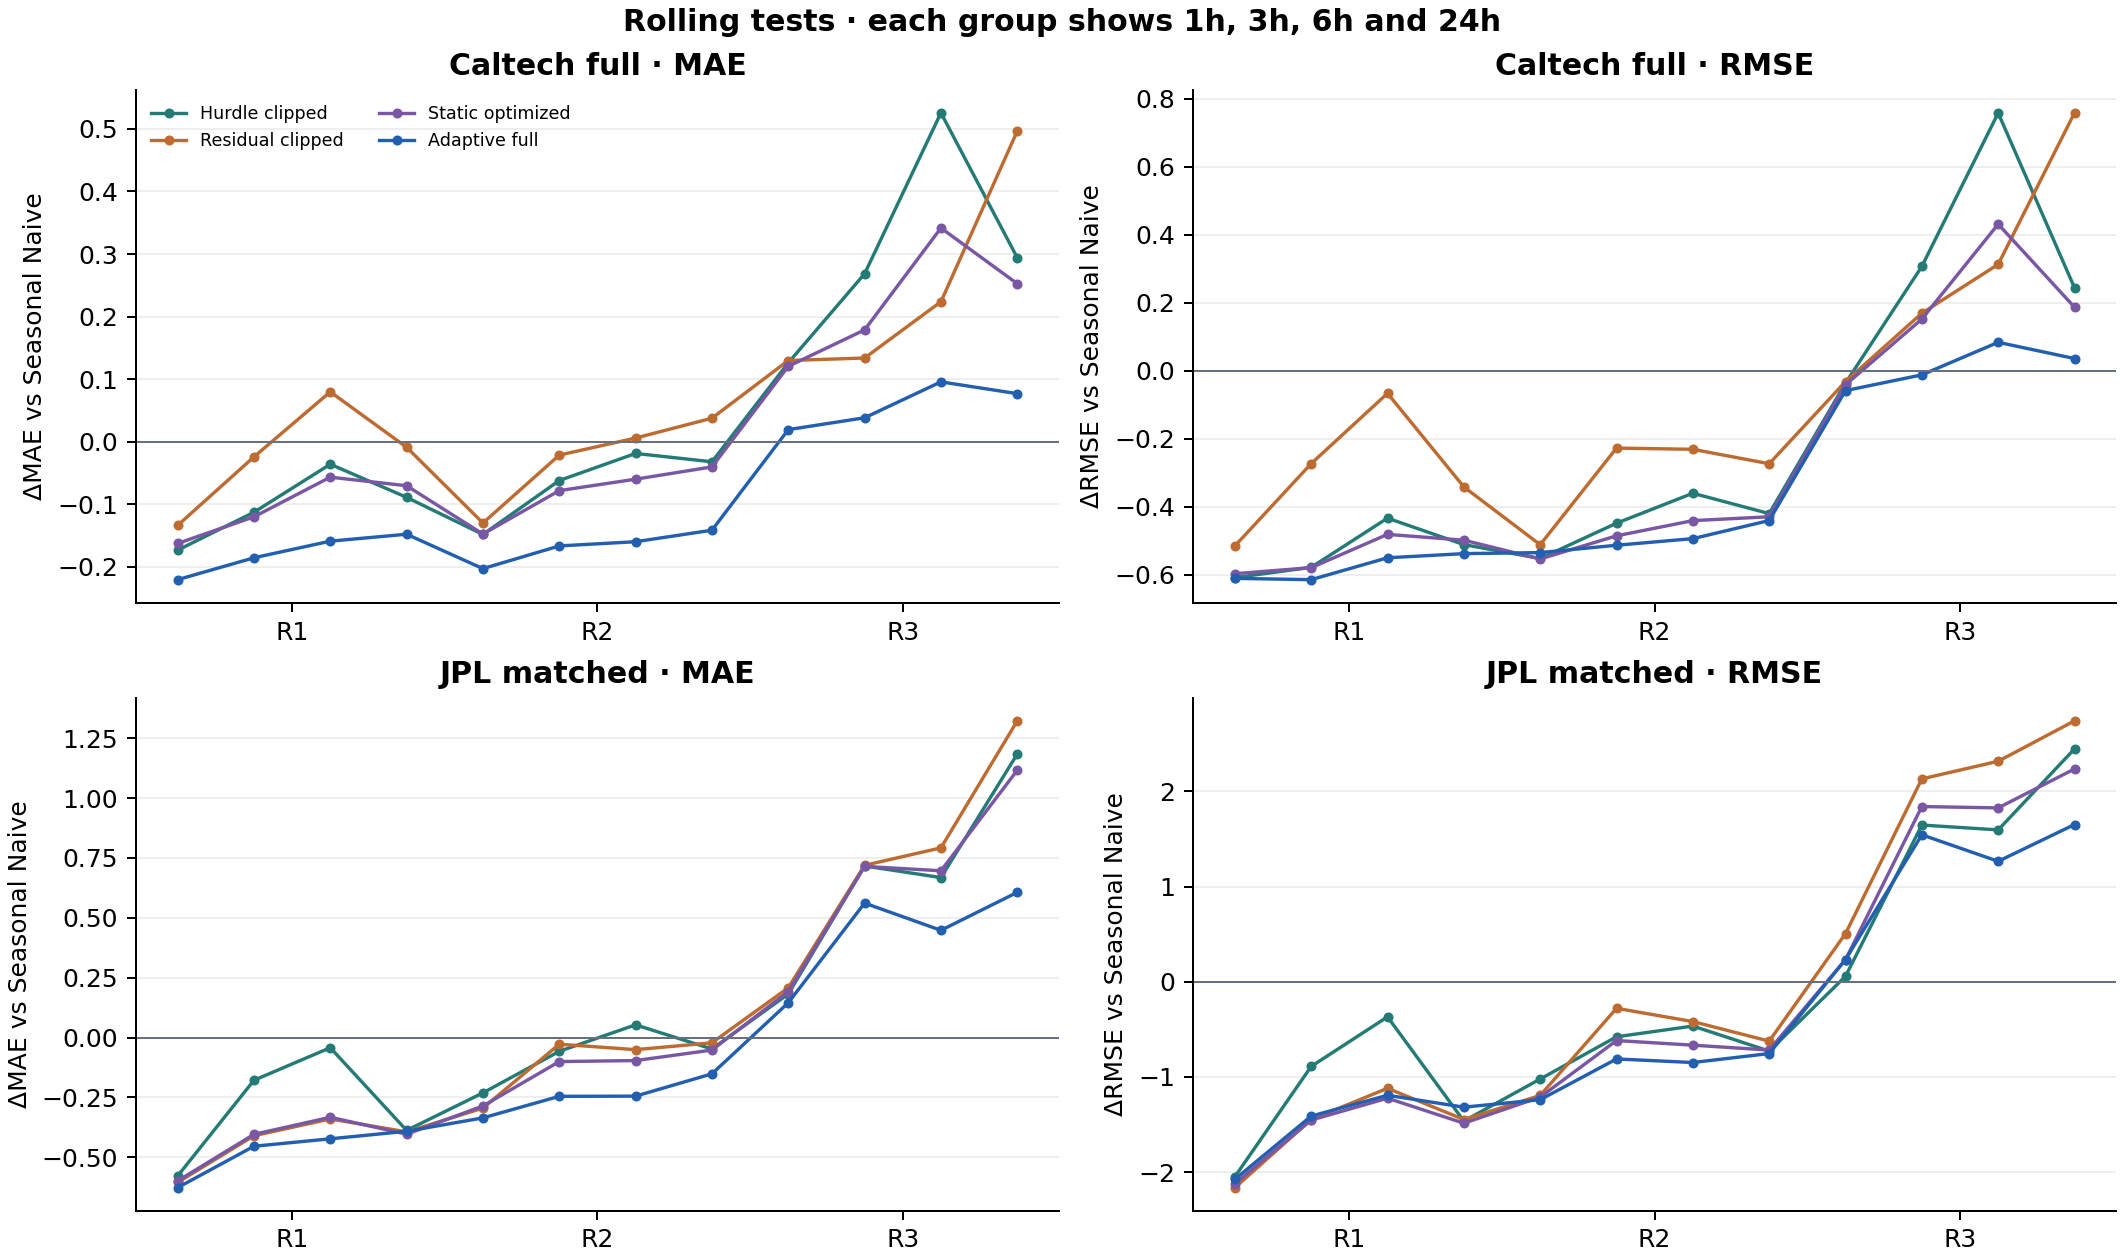 Rolling tests · each group shows 1h, 3h, 6h and 24h
Caltech full · MAE
ΔMAE vs Seasonal Naive
0.5
0.4
0.3
0.2
0.1
0.0
−0.1
−0.2
Hurdle clipped
Residual clipped
Static optimized
Adaptive full
R1
R2
R3
Caltech full · RMSE
ΔRMSE vs Seasonal Naive
0.8
0.6
0.4
0.2
0.0
−0.2
−0.4
−0.6
R1
R2
R3
JPL matched · MAE
ΔMAE vs Seasonal Naive
1.25
1.00
0.75
0.50
0.25
0.00
−0.25
−0.50
R1
R2
R3
JPL matched · RMSE
ΔRMSE vs Seasonal Naive
2
1
0
−1
−2
R1
R2
R3